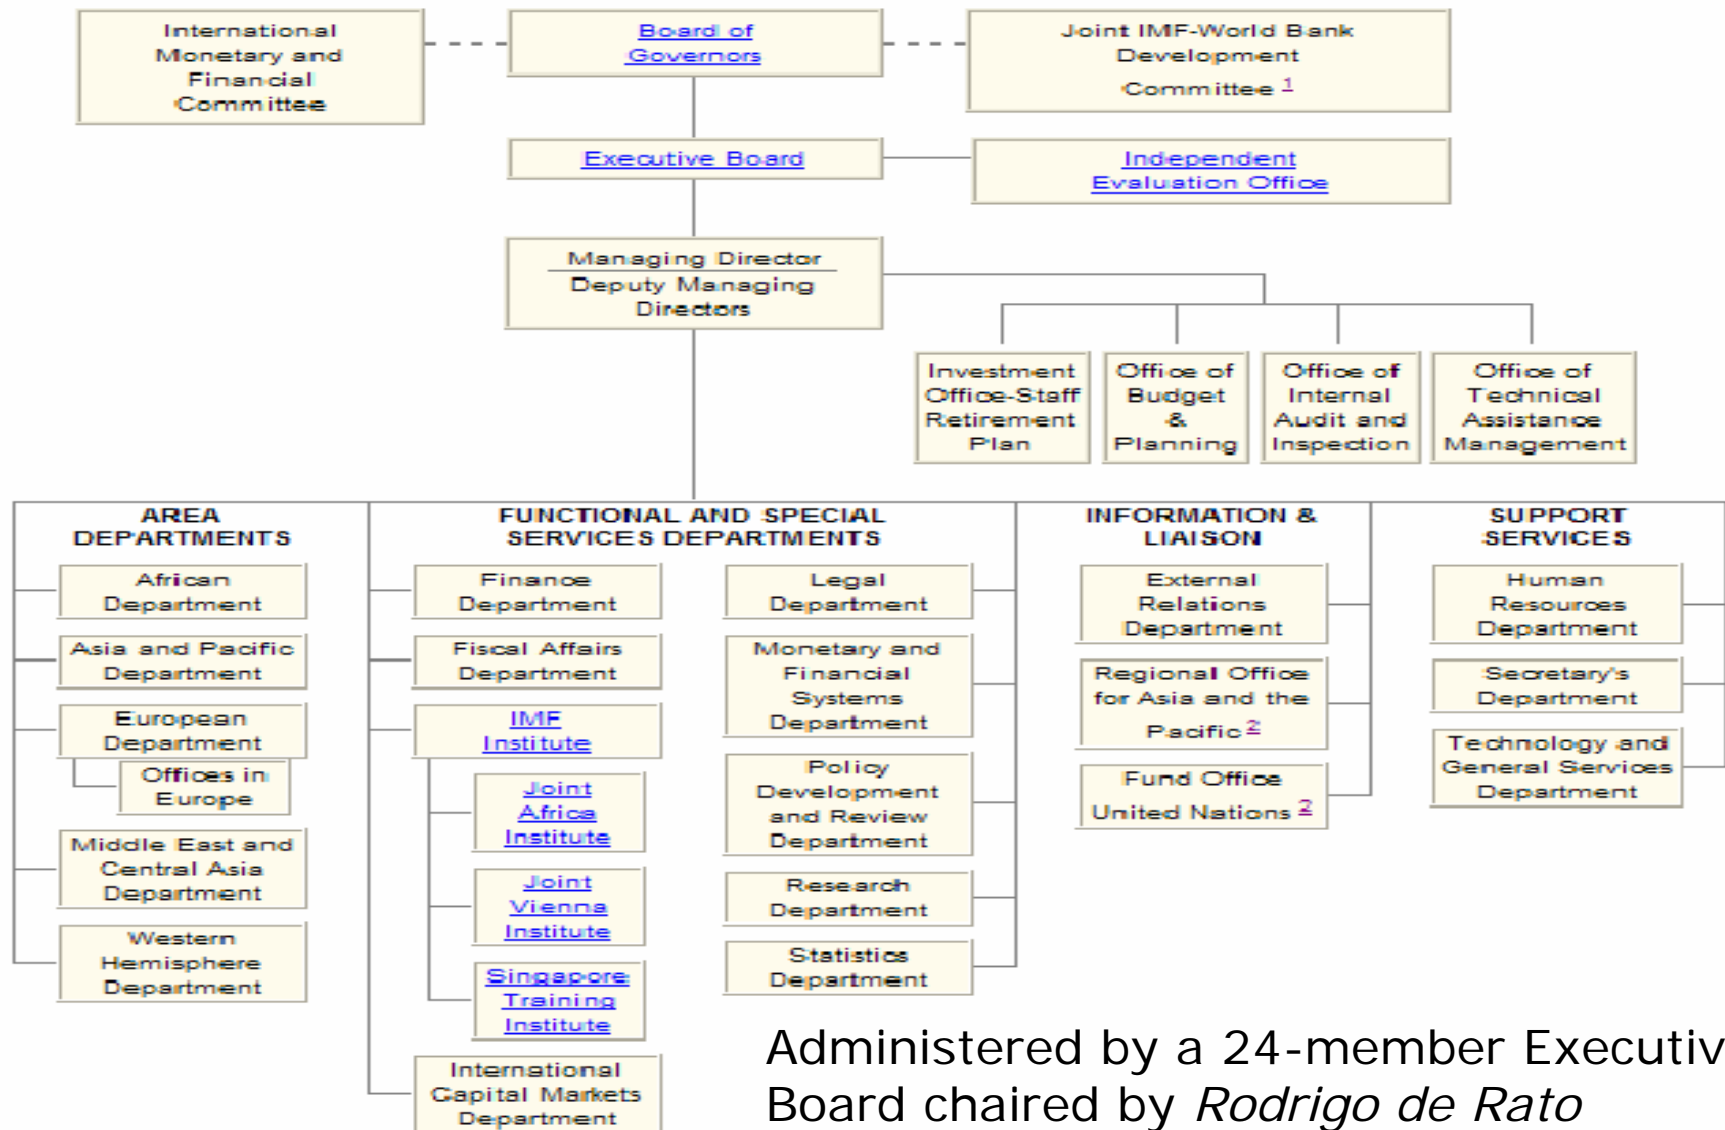 International
Monetary and
Financial
Committee
Board of
Governors
Joint IMF-World Bank
Development
Committee 1
Executive Board
Independent
Evaluation Office
Managing Director
Deputy Managing
Directors
Investment
Office-Staff
Retirement
Plan
Office of
Budget
&
Planning
Office of
Internal
Audit and
Inspection
Office of
Technical
Assistance
Management
AREA
DEPARTMENTS
African
Department
Asia and Pacific
Department
European
Department
Offices in
Europe
Middle East and
Central Asia
Department
Western
Hemisphere
Department
FUNCTIONAL AND SPECIAL
SERVICES DEPARTMENTS
Finance
Department
Fiscal Affairs
Department
IMF
Institute
Joint
Africa
Institute
Joint
Vienna
Institute
Singapore
Training
Institute
International
Capital Markets
Department
Legal
Department
Monetary and
Financial
Systems
Department
Policy
Development
and Review
Department
Research
Department
Statistics
Department
INFORMATION &
LIAISON
External
Relations
Department
Regional Office
for Asia and the
Pacific 2
Fund Office
United Nations 2
SUPPORT
SERVICES
Human
Resources
Department
Secretary's
Department
Technology and
General Services
Department
Administered by a 24-member Executiv
Board chaired by Rodrigo de Rato